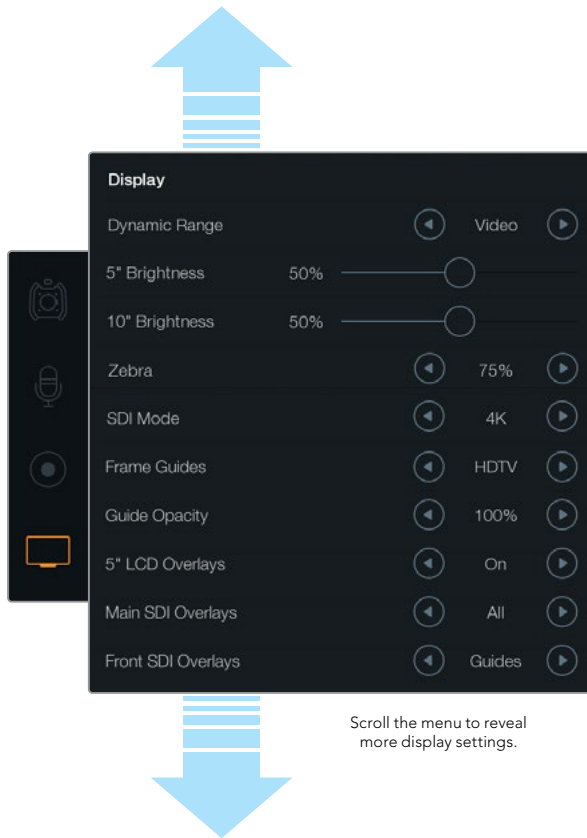 Display
Dynamic Range Video
5" Brightness 50%
10" Brightness 50%
Zebra 75%
SDI Mode 4K
Frame Guides HDTV
Guide Opacity 100%
5" LCD Overlays On
Main SDI Overlays All
Front SDI Overlays Guides
Scroll the menu to reveal
more display settings.